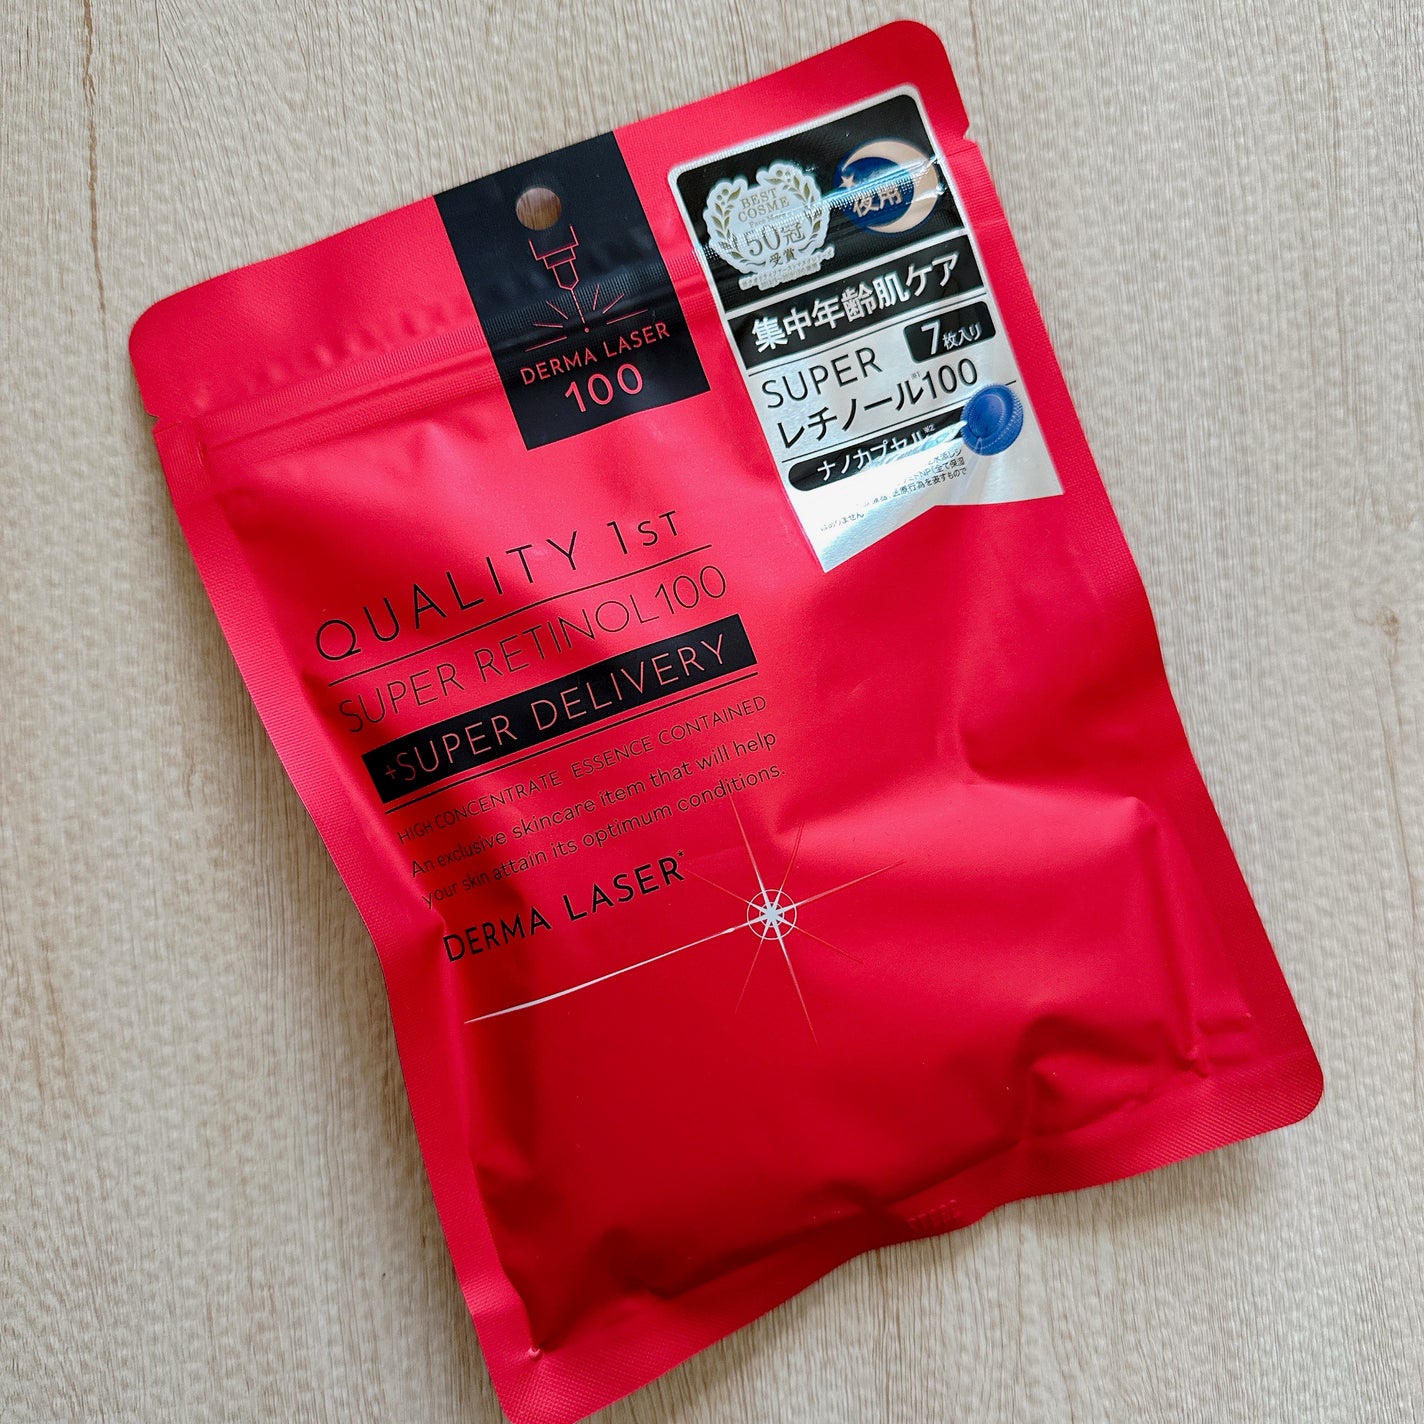 DERMA LASER
100
BEST
COSME
50冠
受賞
夜用
集中年齢肌ケア
7枚入り
SUPER
レチノール※1100
ナノカプセル※2
QUALITY 1ST
SUPER RETINOL100
+SUPER DELIVERY
HIGH CONCENTRATE ESSENCE CONTAINED
An exclusive skincare item that will help
your skin attain its optimum conditions.
DERMA LASER*